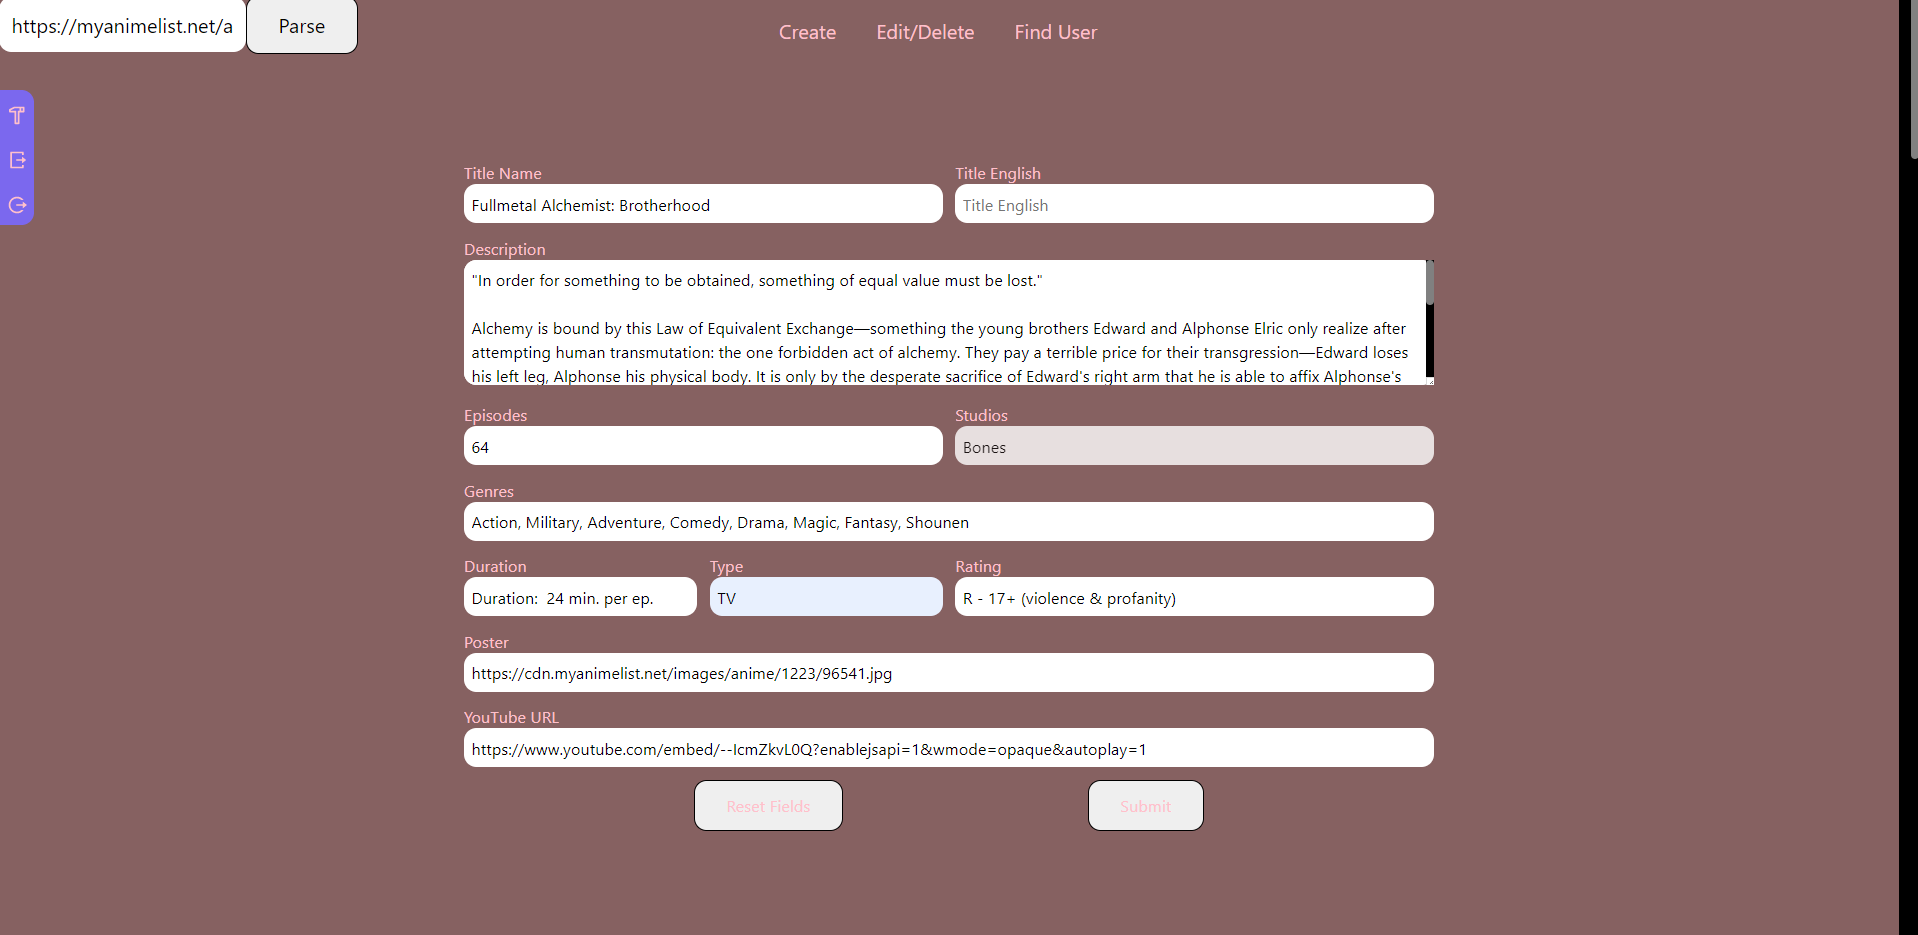 https://myanimelist.net/a
Parse
Create
Edit/Delete
Find User
Title Name
Title English
Fullmetal Alchemist: Brotherhood
Title English
Description
"In order for something to be obtained, something of equal value must be lost."
Alchemy is bound by this Law of Equivalent Exchange—something the young brothers Edward and Alphonse Elric only realize after
attempting human transmutation: the one forbidden act of alchemy. They pay a terrible price for their transgression—Edward loses
his left leg, Alphonse his physical body. It is only by the desperate sacrifice of Edward's right arm that he is able to affix Alphonse's
Episodes
Studios
64
Bones
Genres
Action, Military, Adventure, Comedy, Drama, Magic, Fantasy, Shounen
Duration
Type
Rating
Duration:  24 min. per ep.
TV
R - 17+ (violence & profanity)
Poster
https://cdn.myanimelist.net/images/anime/1223/96541.jpg
YouTube URL
https://www.youtube.com/embed/--IcmZkvL0Q?enablejsapi=1&wmode=opaque&autoplay=1
Reset Fields
Submit